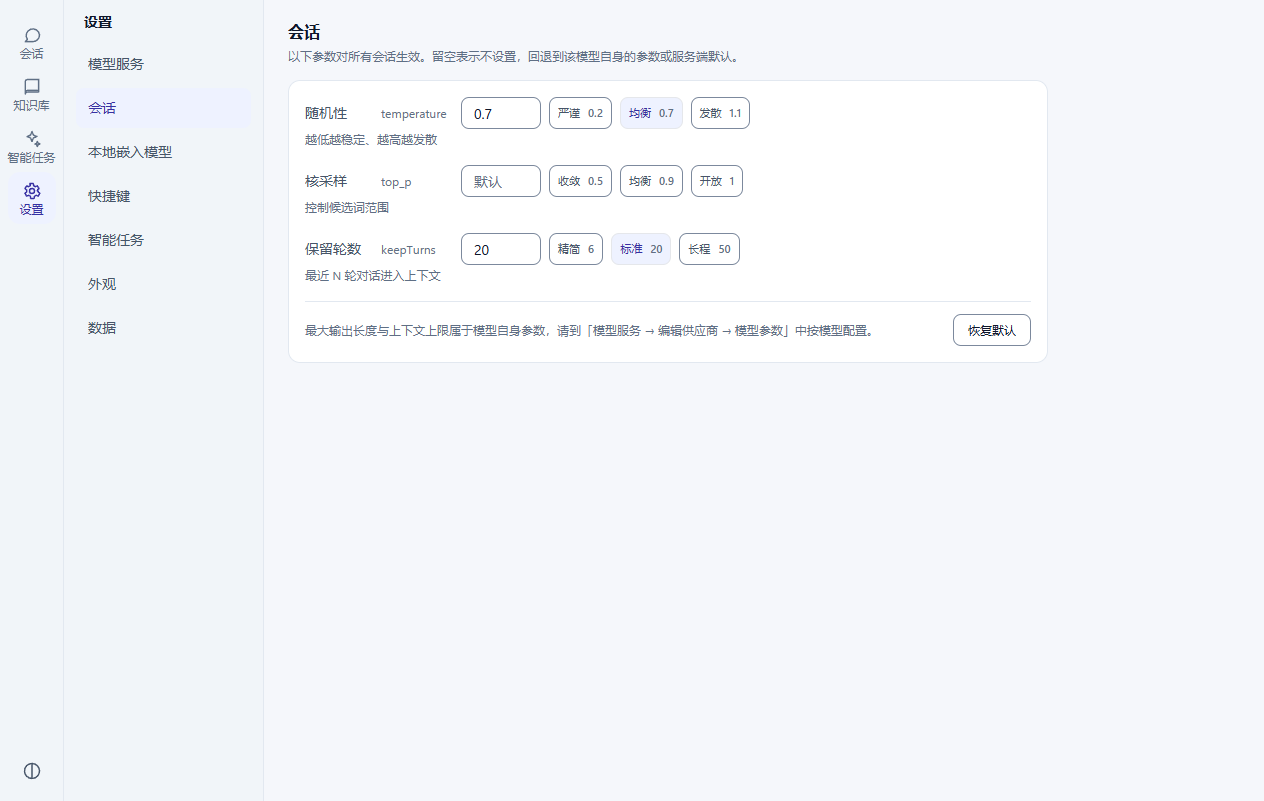 会话
知识库
智能任务
设置
设置
模型服务
会话
本地嵌入模型
快捷键
智能任务
外观
数据
会话
以下参数对所有会话生效。留空表示不设置，回退到该模型自身的参数或服务端默认。
随机性 temperature 0.7 严谨 0.2 均衡 0.7 发散 1.1
越低越稳定、越高越发散
核采样 top_p 默认 收敛 0.5 均衡 0.9 开放 1
控制候选词范围
保留轮数 keepTurns 20 精简 6 标准 20 长程 50
最近 N 轮对话进入上下文
最大输出长度与上下文上限属于模型自身参数，请到「模型服务 → 编辑供应商 → 模型参数」中按模型配置。 恢复默认